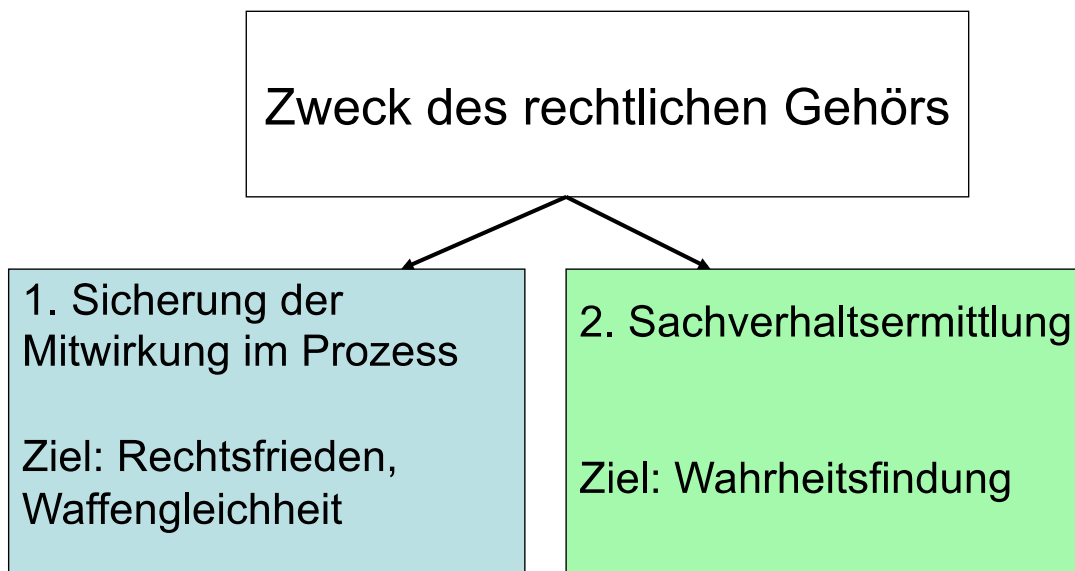 Zweck des rechtlichen Gehörs
1. Sicherung der
Mitwirkung im Prozess
Ziel: Rechtsfrieden,
Waffengleichheit
2. Sachverhaltsermittlung
Ziel: Wahrheitsfindung